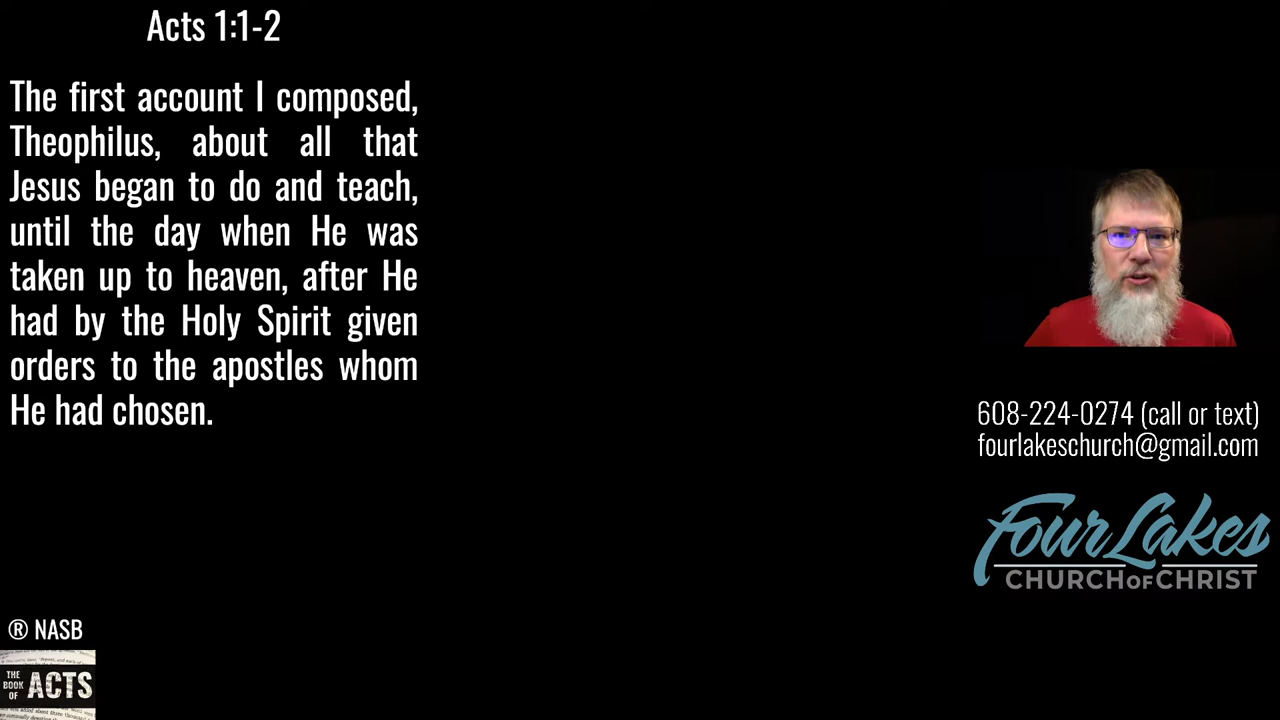 Acts 1:1-2
The first account I composed,
Theophilus, about all that
Jesus began to do and teach,
until the day when He was
taken up to heaven, after He
had by the Holy Spirit given
orders to the apostles whom
He had chosen.
608-224-0274 (call or text)
fourlakeschurch@gmail.com
Four Lakes
CHURCH OF CHRIST
® NASB
THE
BOOK
OF
ACTS